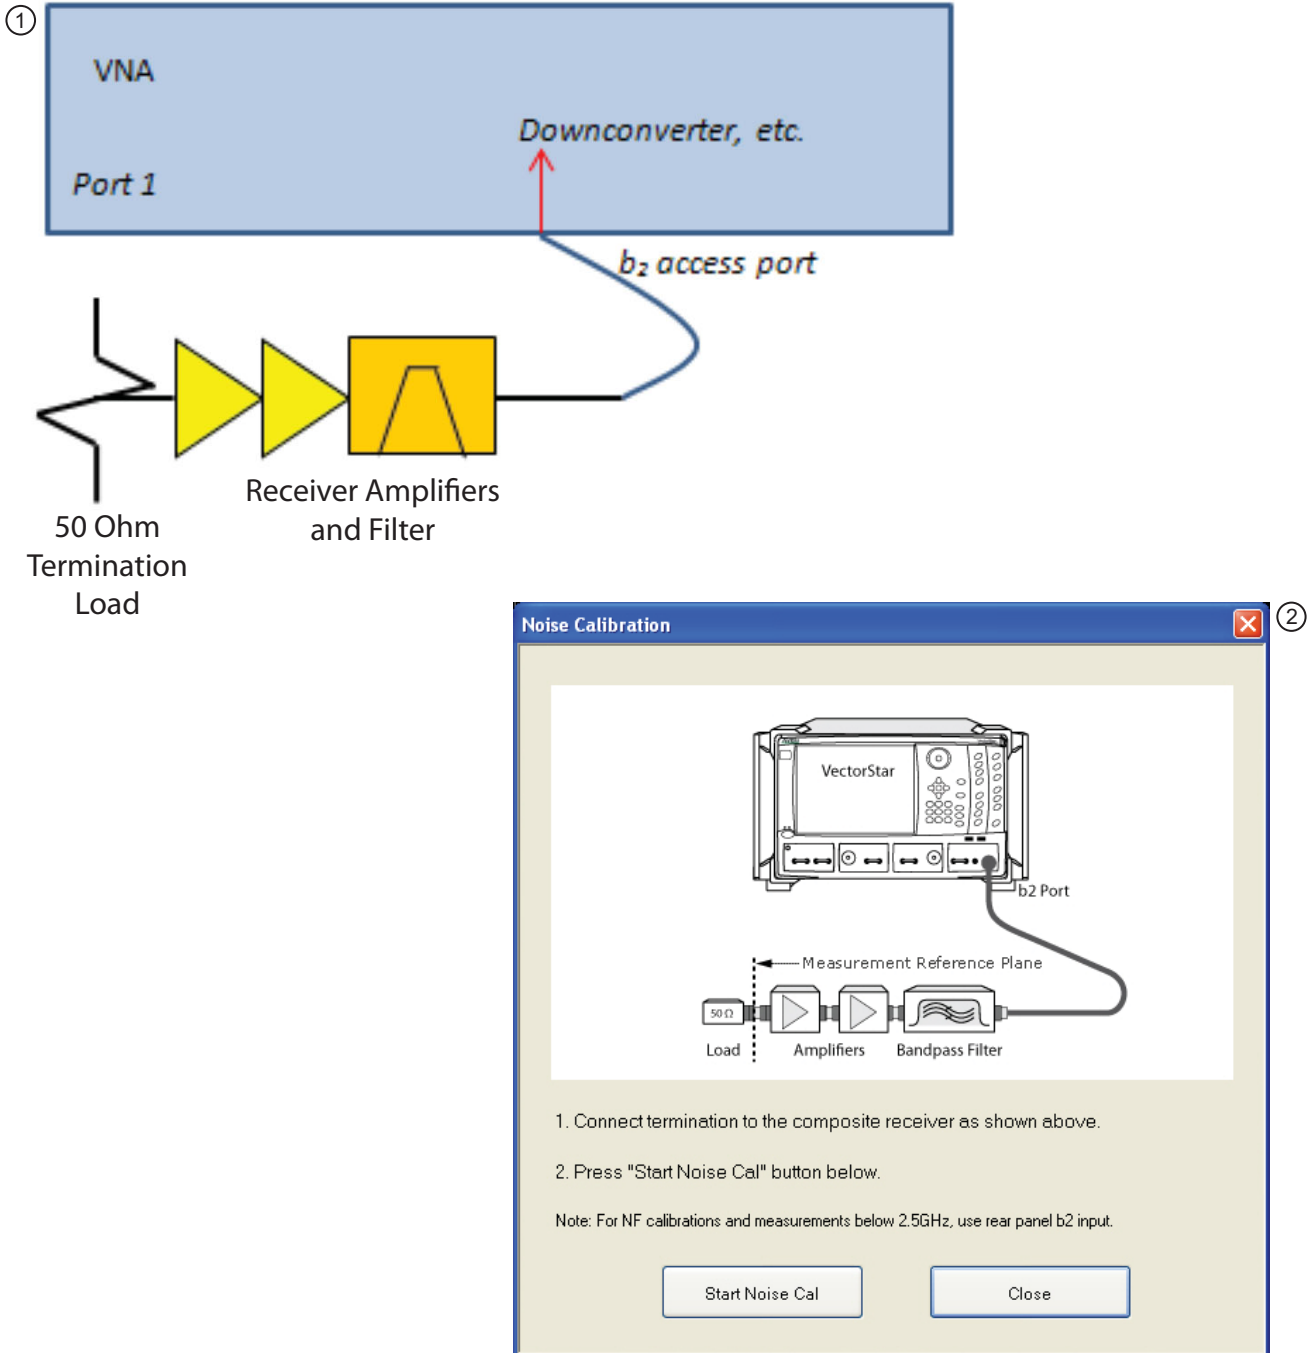 1
VNA
Downconverter, etc.
Port 1
b₂ access port
Receiver Amplifiers
and Filter
50 Ohm
Termination
Load
2
Noise Calibration
VectorStar
b2 Port
Measurement Reference Plane
50 Ω
Load
Amplifiers
Bandpass Filter
1. Connect termination to the composite receiver as shown above.
2. Press "Start Noise Cal" button below.
Note: For NF calibrations and measurements below 2.5GHz, use rear panel b2 input.
Start Noise Cal
Close